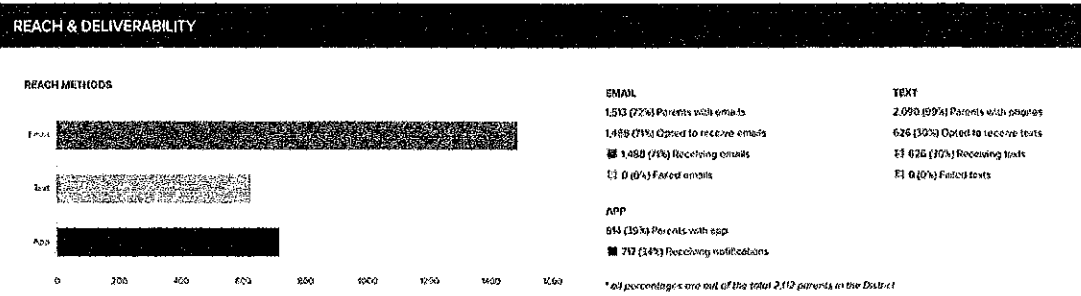 REACH & DELIVERABILITY
REACH METHODS
Email
Text
App
0 200 400 600 800 1000 1200 1400 1600
EMAIL
1,513 (72%) Parents with emails
1,488 (71%) Opted to receive emails
1,488 (71%) Receiving emails
0 (0%) Failed emails
APP
814 (39%) Parents with app
717 (34%) Receiving notifications
TEXT
2,090 (99%) Parents with phones
626 (30%) Opted to receive texts
626 (30%) Receiving texts
0 (0%) Failed texts
* all percentages are out of the total 2,112 parents in the District